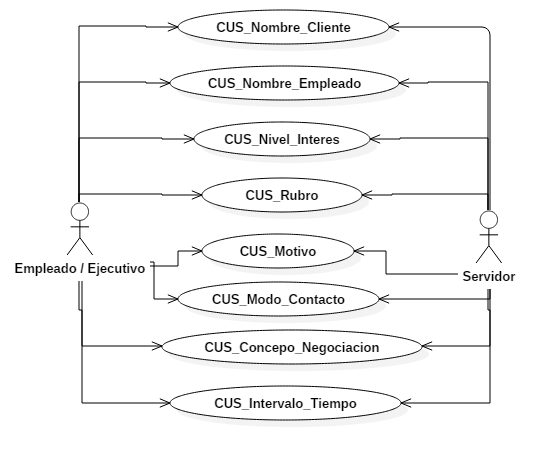 CUS_Nombre_Cliente
CUS_Nombre_Empleado
CUS_Nivel_Interes
CUS_Rubro
CUS_Motivo
Empleado / Ejecutivo
Servidor
CUS_Modo_Contacto
CUS_Concepo_Negociacion
CUS_Intervalo_Tiempo